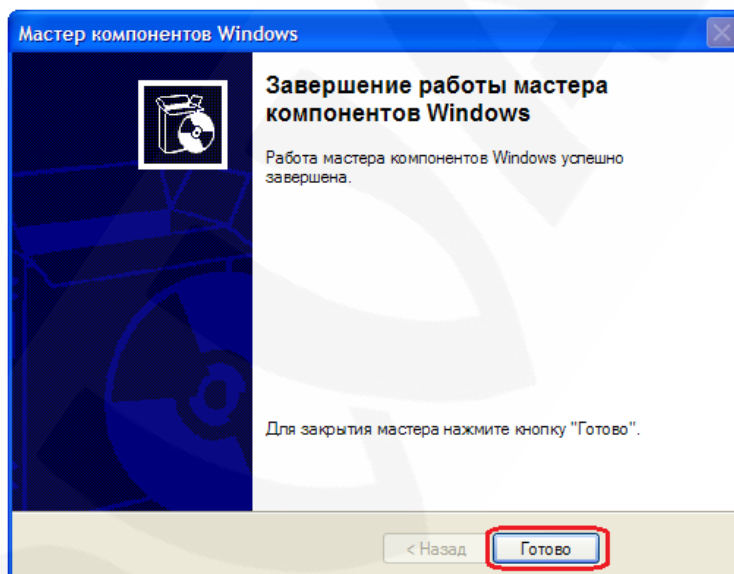 Мастер компонентов Windows
Завершение работы мастера
компонентов Windows
Работа мастера компонентов Windows успешно
завершена.
Для закрытия мастера нажмите кнопку "Готово".
< Назад
Готово